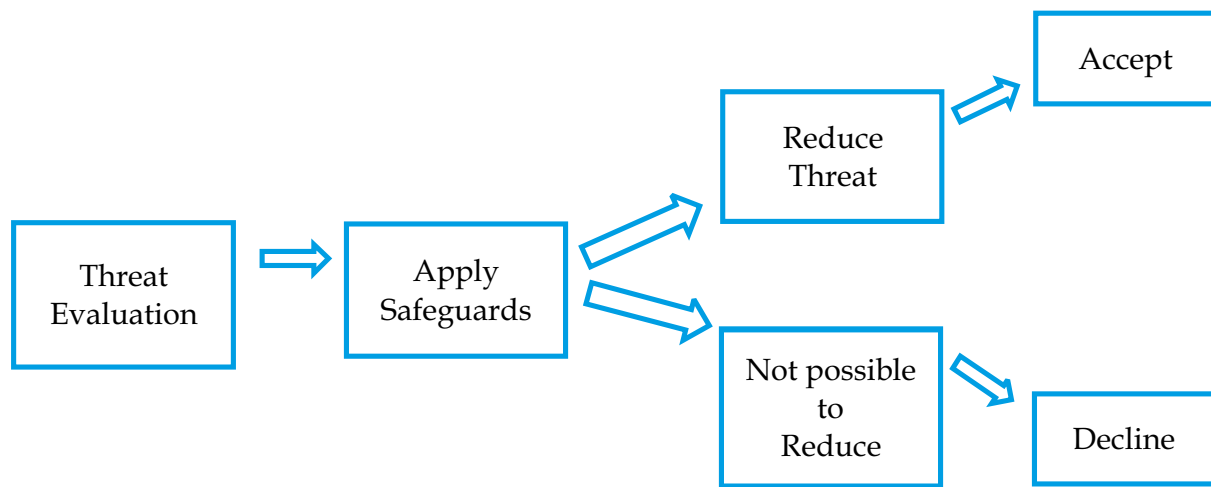 Threat
Evaluation
Apply
Safeguards
Reduce
Threat
Accept
Not possible
to
Reduce
Decline